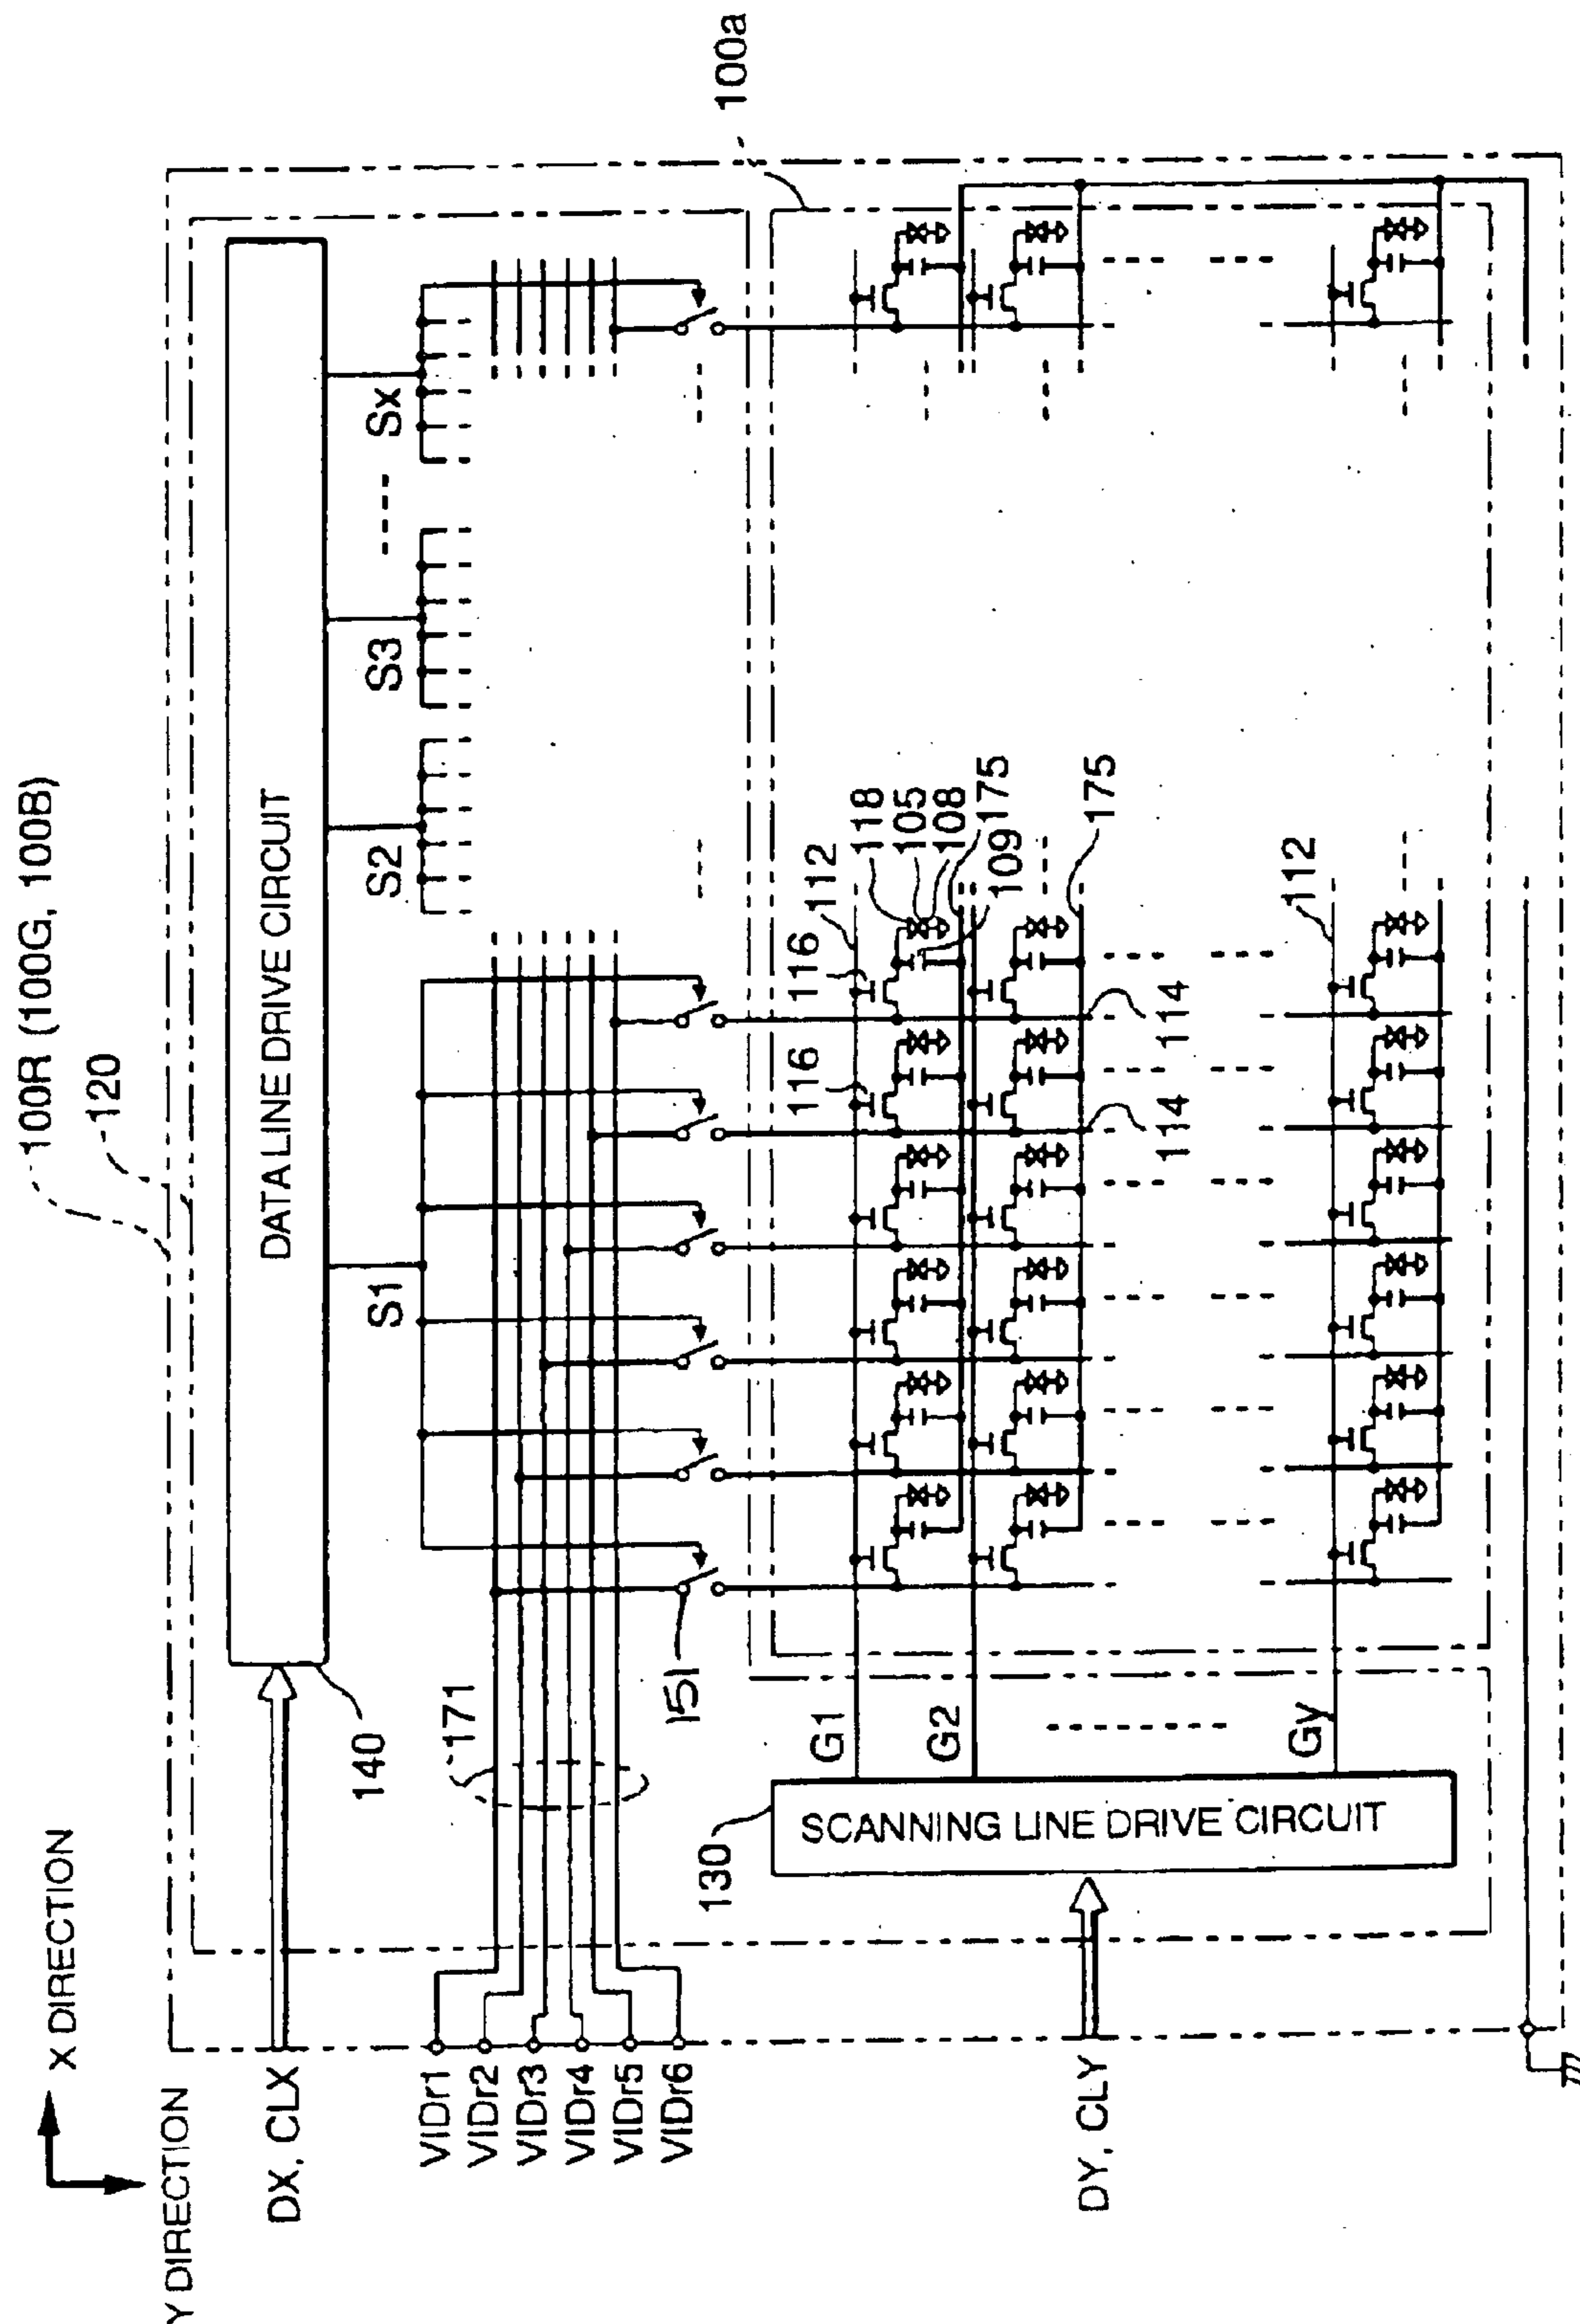 100R (100G, 100B)
120
X DIRECTION
Y DIRECTION
DX, CLX
140
DATA LINE DRIVE CIRCUIT
S1
S2
S3
Sx
VIDr1
VIDr2
VIDr3
VIDr4
VIDr5
VIDr6
171
151
100a
116
116
112
118
105
108
175
109
175
114
114
112
G1
G2
Gy
130
SCANNING LINE DRIVE CIRCUIT
DY, CLY